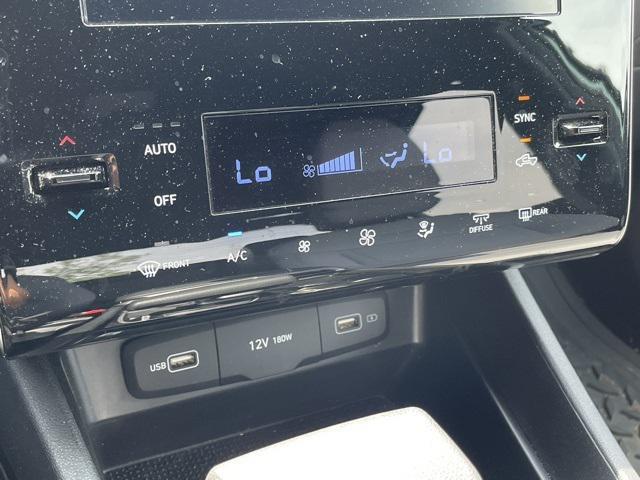 AUTO
OFF
Lo
Lo
SYNC
FRONT
A/C
DIFFUSE
REAR
USB
12V 180W